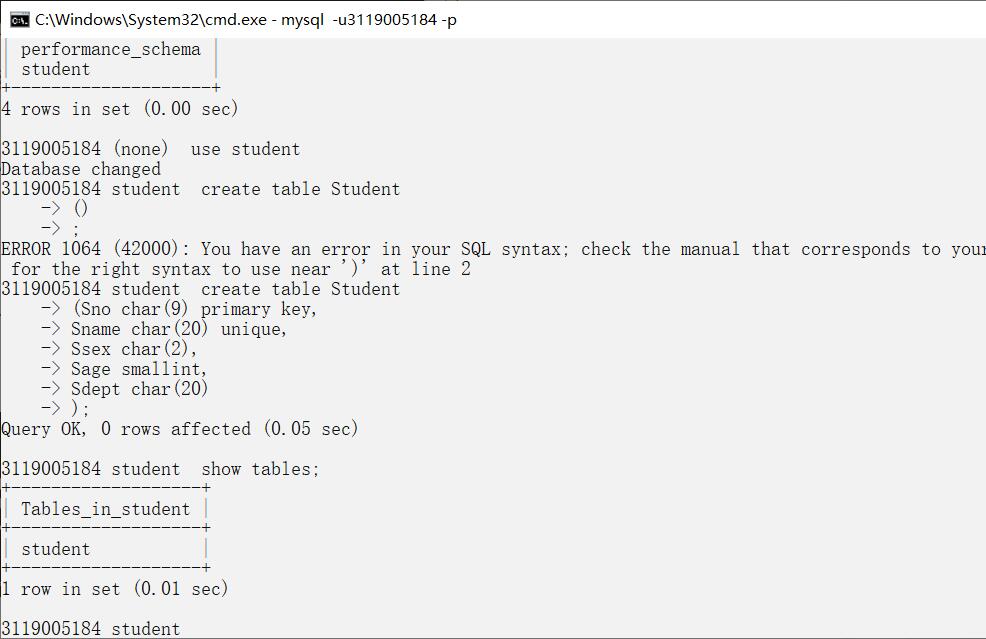 C:\Windows\System32\cmd.exe - mysql  -u3119005184 -p
| performance_schema |
| student            |
+--------------------+
4 rows in set (0.00 sec)
3119005184 (none)  use student
Database changed
3119005184 student  create table Student
    -> ()
    -> ;
ERROR 1064 (42000): You have an error in your SQL syntax; check the manual that corresponds to your
 for the right syntax to use near ')' at line 2
3119005184 student  create table Student
    -> (Sno char(9) primary key,
    -> Sname char(20) unique,
    -> Ssex char(2),
    -> Sage smallint,
    -> Sdept char(20)
    -> );
Query OK, 0 rows affected (0.05 sec)
3119005184 student  show tables;
+-------------------+
| Tables_in_student |
+-------------------+
| student           |
+-------------------+
1 row in set (0.01 sec)
3119005184 student